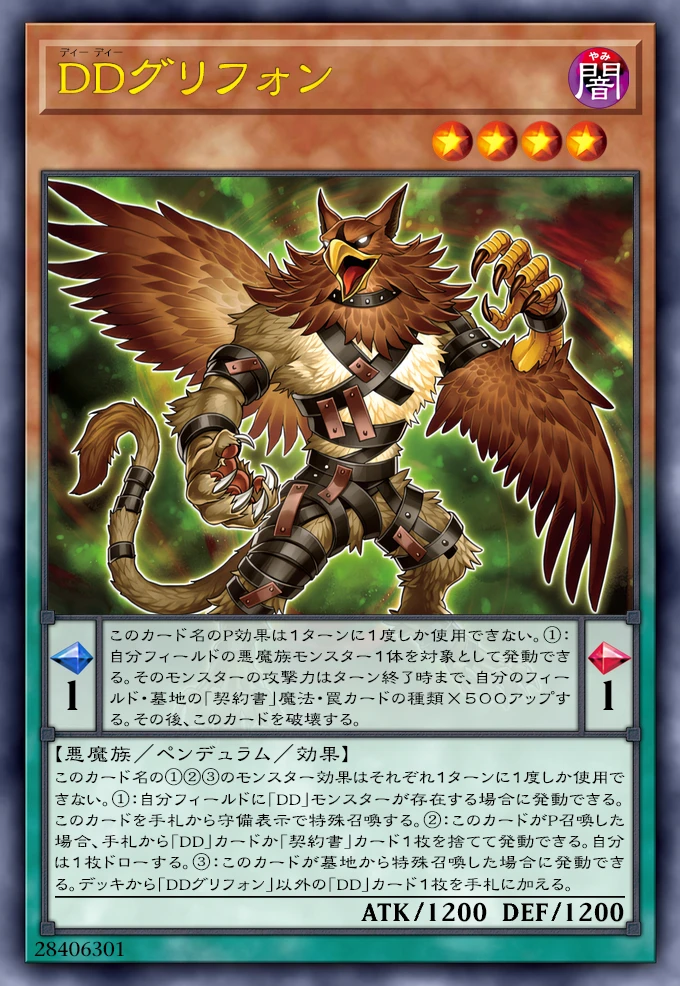 ディー ディー
DDグリフォン
やみ
闇
このカード名のP効果は1ターンに1度しか使用できない。①：
自分フィールドの悪魔族モンスター1体を対象として発動でき
る。そのモンスターの攻撃力はターン終了時まで、自分のフィ
ールド・墓地の「契約書」魔法・罠カードの種類×500アップす
る。その後、このカードを破壊する。
1
1
【悪魔族／ペンデュラム／効果】
このカード名の①②③のモンスター効果はそれぞれ1ターンに1度しか使用で
きない。①：自分フィールドに「DD」モンスターが存在する場合に発動できる。
このカードを手札から守備表示で特殊召喚する。②：このカードがP召喚し
た場合、手札から「DD」カードか「契約書」カード1枚を捨てて発動できる。自分
は1枚ドローする。③：このカードが墓地から特殊召喚した場合に発動でき
る。デッキから「DDグリフォン」以外の「DD」カード1枚を手札に加える。
ATK/1200 DEF/1200
28406301